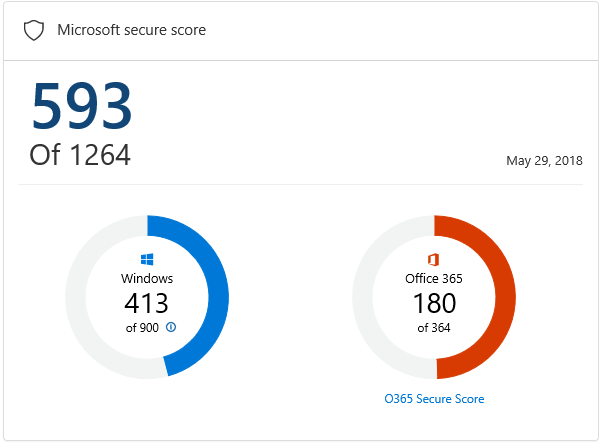 Microsoft secure score
593
Of 1264
May 29, 2018
Windows
413
of 900
Office 365
180
of 364
O365 Secure Score